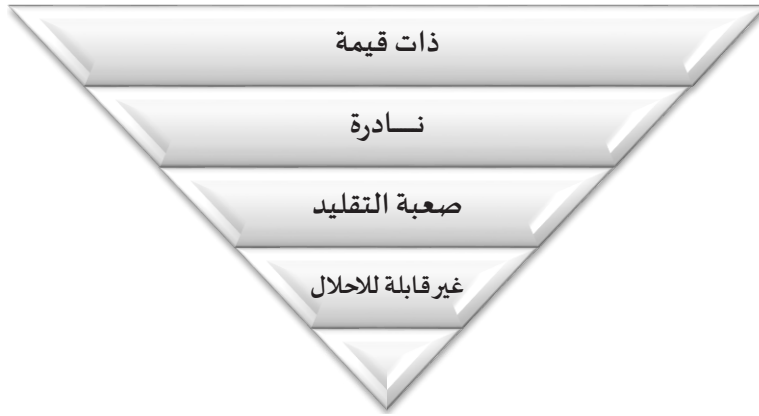 ذات قيمة
نـــادرة
صعبة التقليد
غير قابلة للاحلال